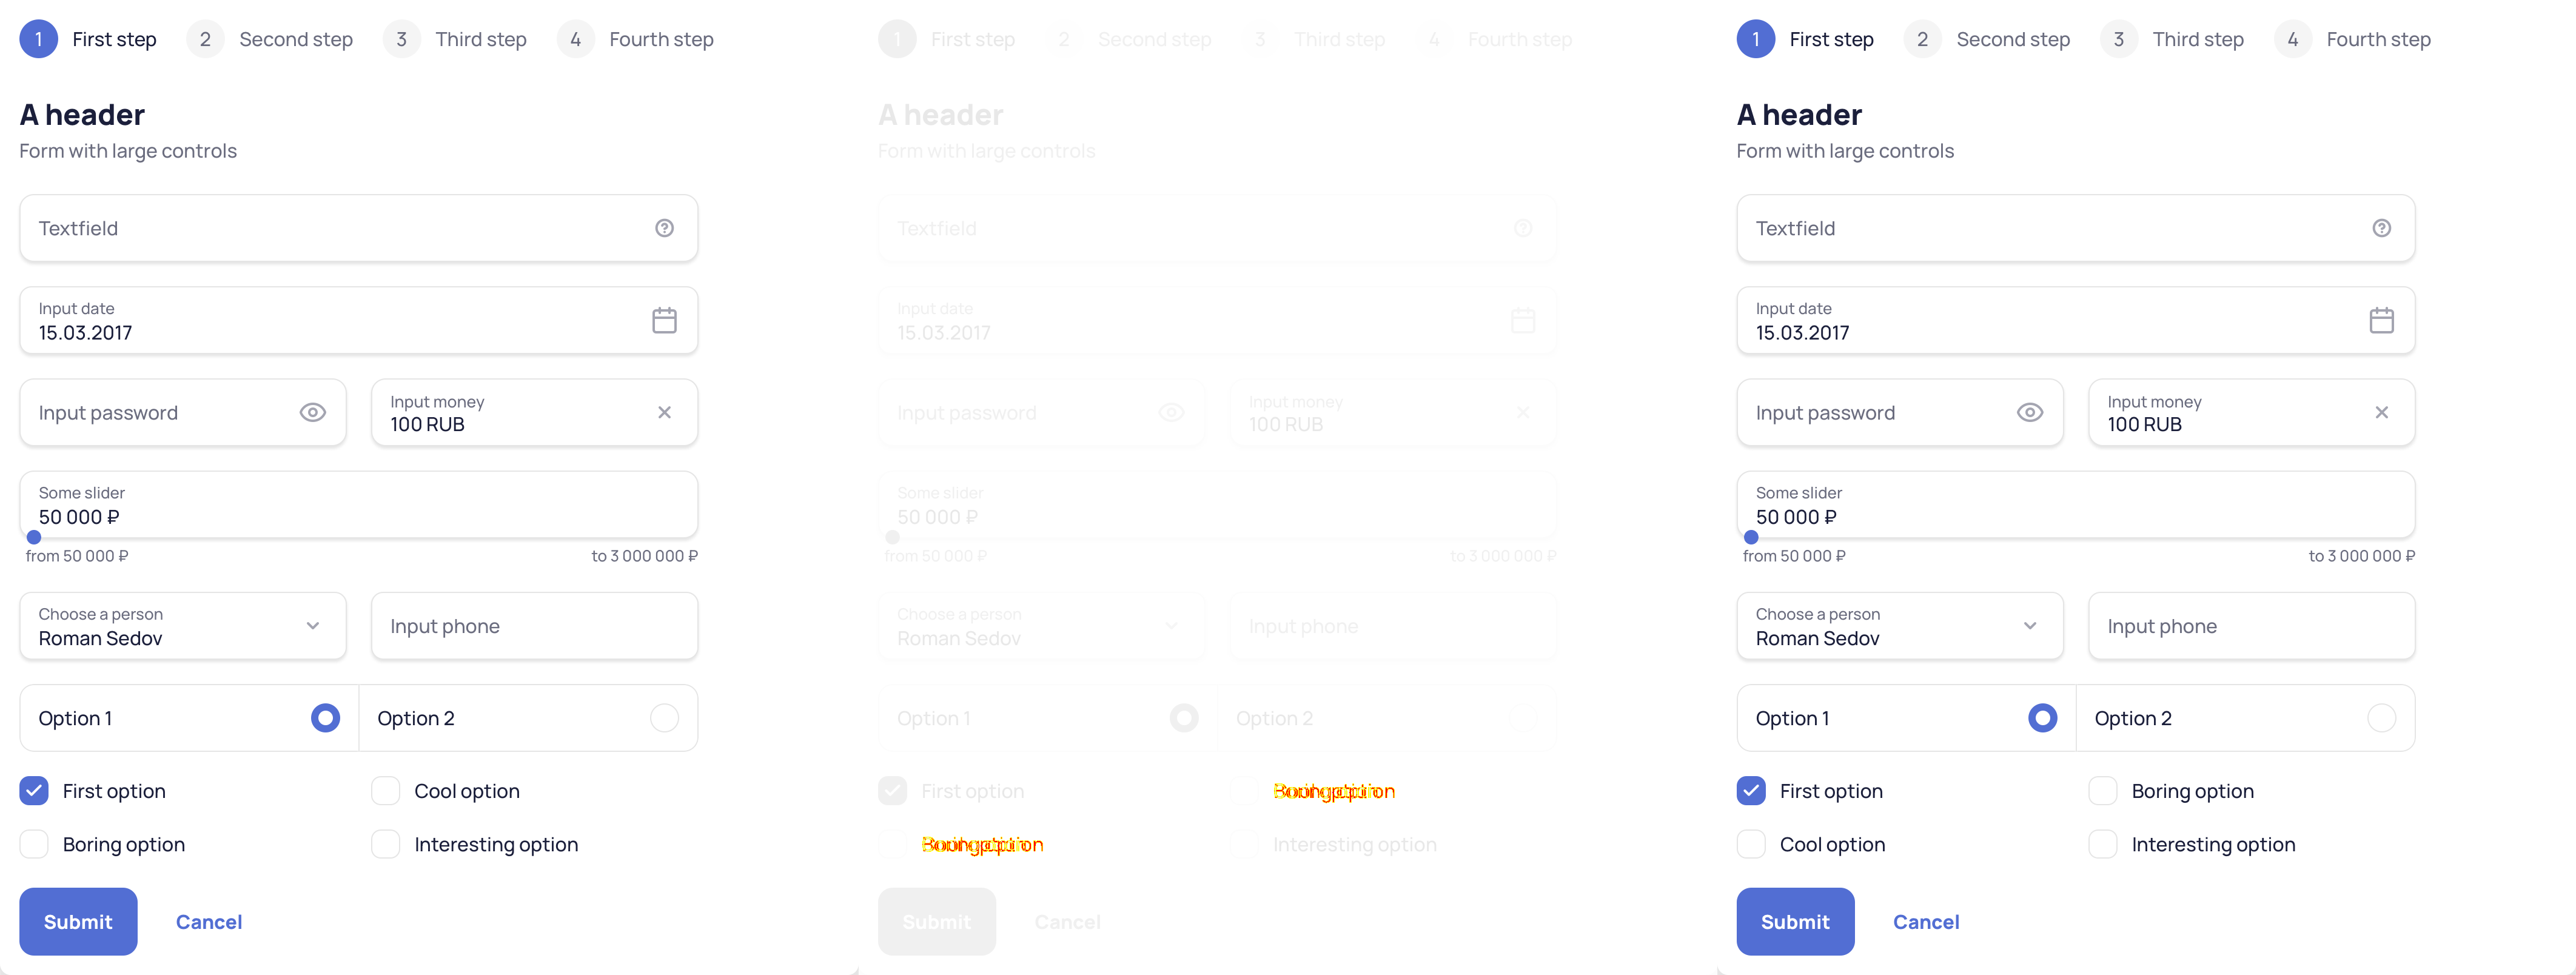 1 First step 2 Second step 3 Third step 4 Fourth step
A header
Form with large controls
Textfield
Input date
15.03.2017
Input password
Input money
100 RUB
Some slider
50 000 ₽
from 50 000 ₽ to 3 000 000 ₽
Choose a person
Roman Sedov
Input phone
Option 1 Option 2
First option Cool option
Boring option Interesting option
Submit Cancel
1 First step 2 Second step 3 Third step 4 Fourth step
A header
Form with large controls
Textfield
Input date
15.03.2017
Input password
Input money
100 RUB
Some slider
50 000 ₽
from 50 000 ₽ to 3 000 000 ₽
Choose a person
Roman Sedov
Input phone
Option 1 Option 2
First option
Interesting option
Submit Cancel
1 First step 2 Second step 3 Third step 4 Fourth step
A header
Form with large controls
Textfield
Input date
15.03.2017
Input password
Input money
100 RUB
Some slider
50 000 ₽
from 50 000 ₽ to 3 000 000 ₽
Choose a person
Roman Sedov
Input phone
Option 1 Option 2
First option Boring option
Cool option Interesting option
Submit Cancel